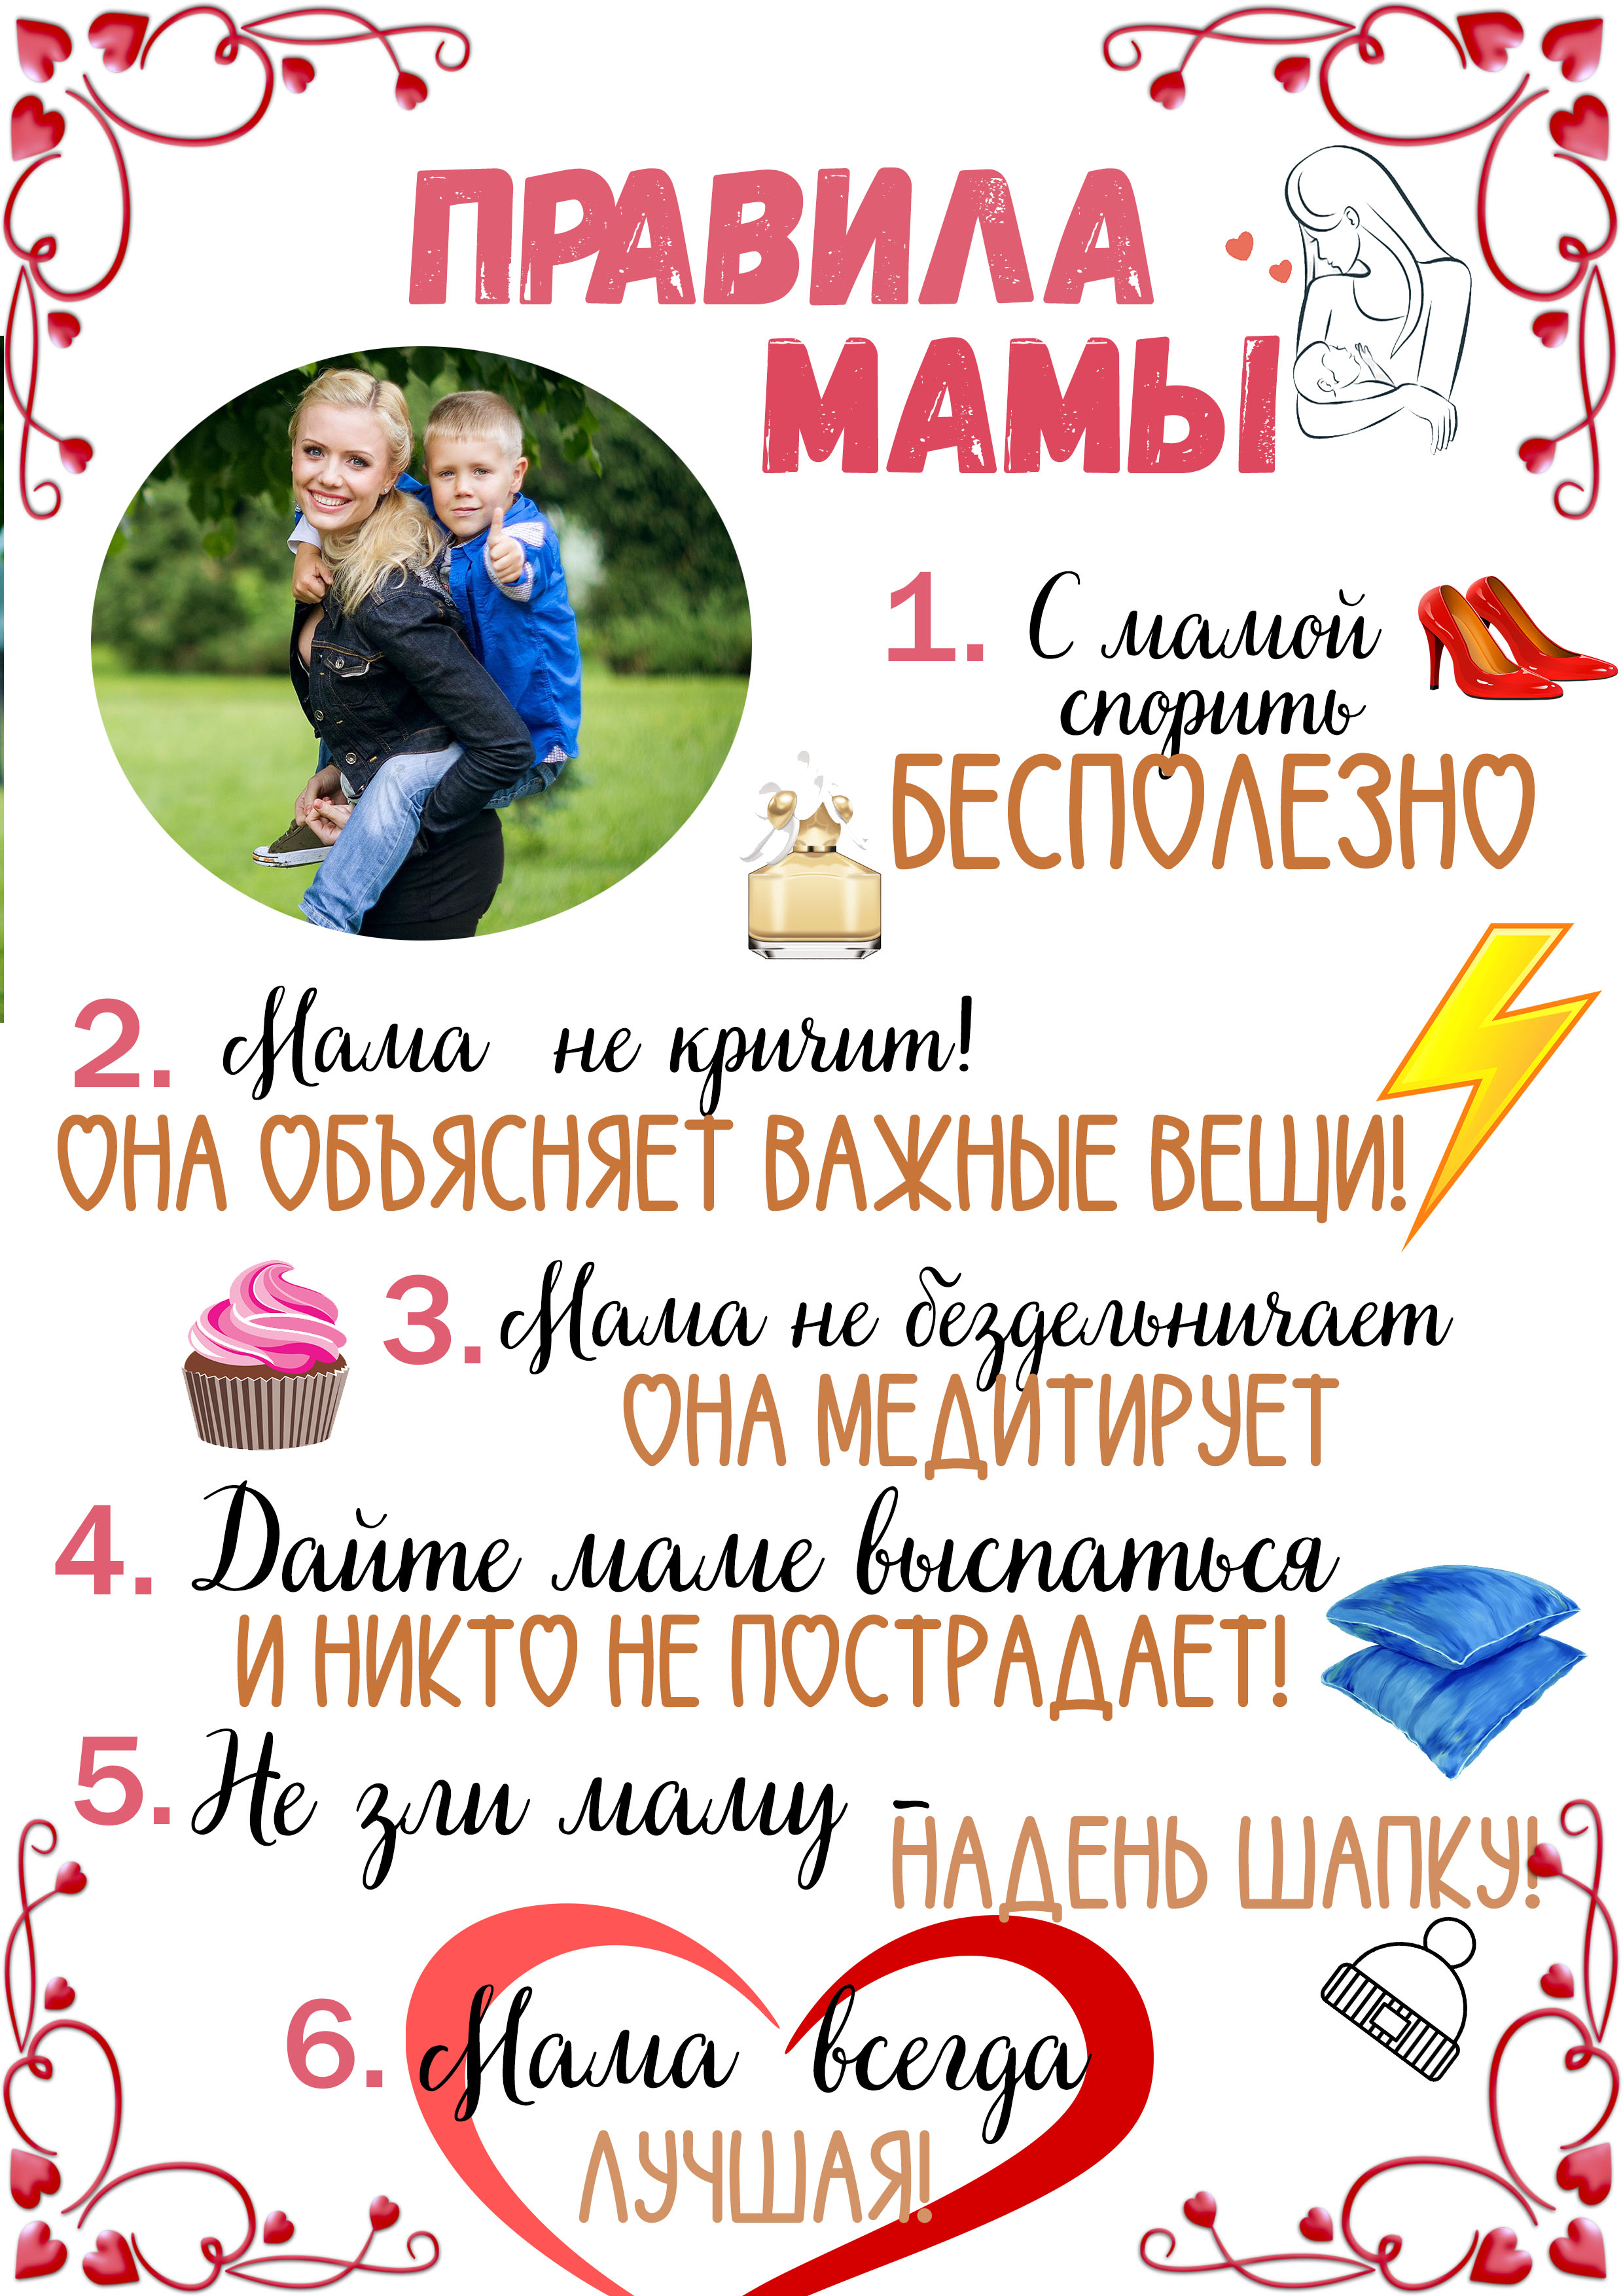 ПРАВИЛА
МАМЫ
1. С мамой
спорить
БЕСПОЛЕЗНО
2. Мама не кричит!
ОНА ОБЪЯСНЯЕТ ВАЖНЫЕ ВЕЩИ!
3. Мама не бездельничает
ОНА МЕДИТИРУЕТ
4. Дайте маме выспаться
И НИКТО НЕ ПОСТРАДАЕТ!
5. Не зли маму -
НАДЕНЬ ШАПКУ!
6. Мама всегда
ЛУЧШАЯ!